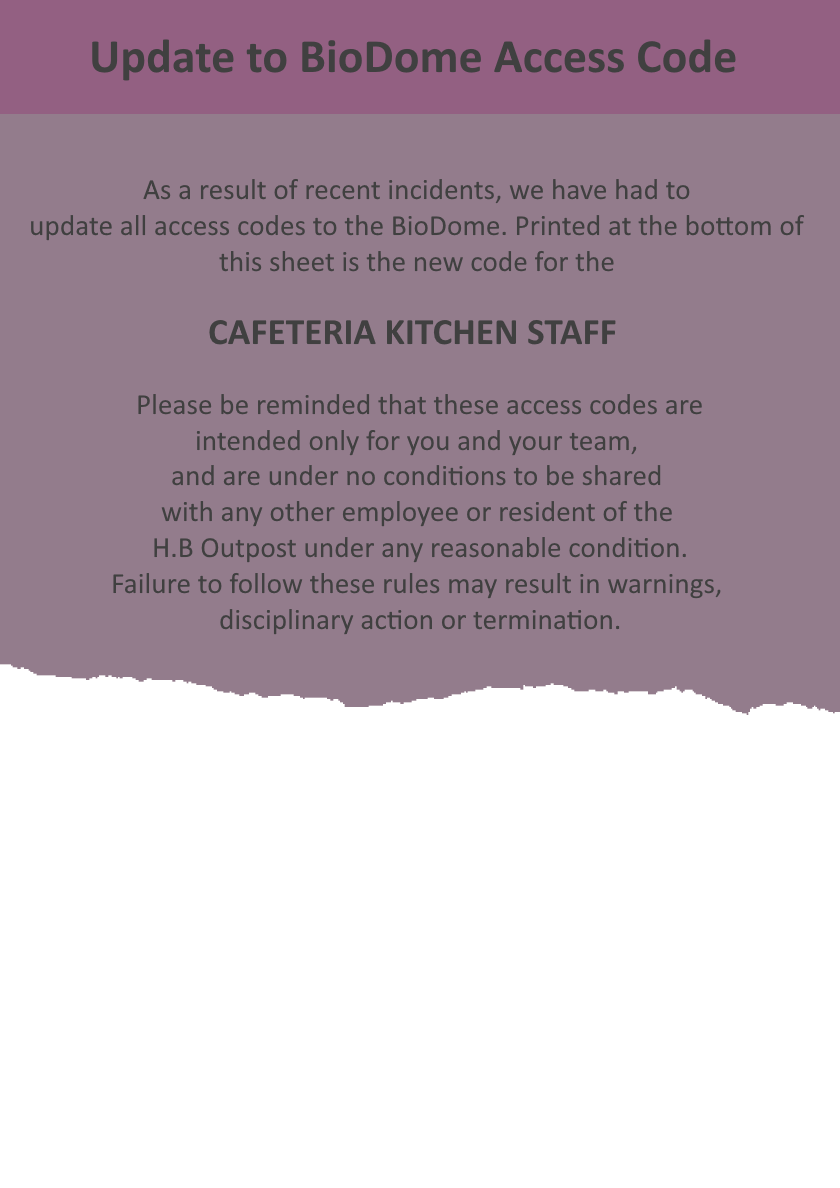 Update to BioDome Access Code
As a result of recent incidents, we have had to
update all access codes to the BioDome. Printed at the bottom of
this sheet is the new code for the
CAFETERIA KITCHEN STAFF
Please be reminded that these access codes are
intended only for you and your team,
and are under no conditions to be shared
with any other employee or resident of the
H.B Outpost under any reasonable condition.
Failure to follow these rules may result in warnings,
disciplinary action or termination.